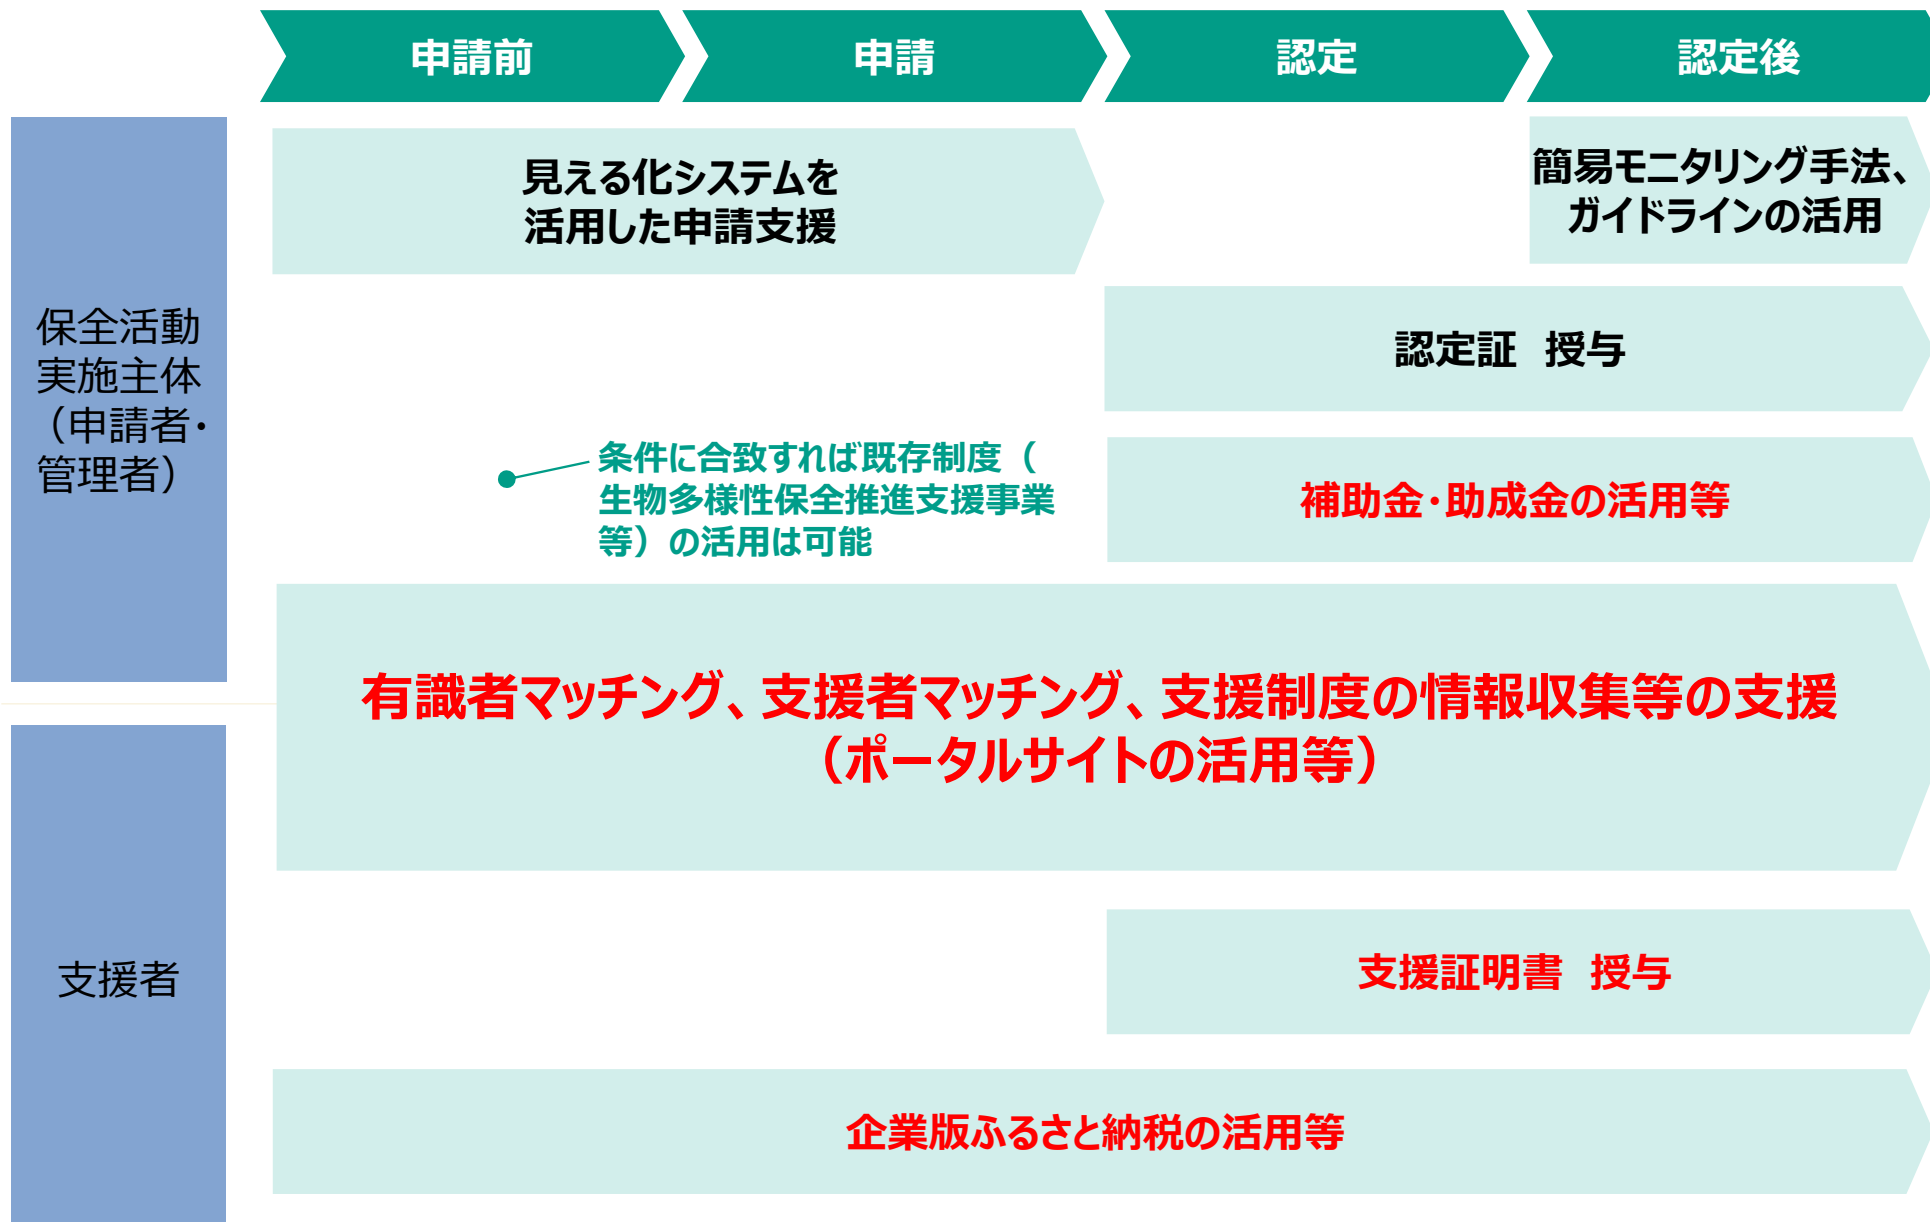 申請前
申請
認定
認定後
保全活動
実施主体
（申請者・
管理者）
見える化システムを
活用した申請支援
簡易モニタリング手法、
ガイドラインの活用
認定証　授与
条件に合致すれば既存制度（
生物多様性保全推進支援事業
等）の活用は可能
補助金・助成金の活用等
有識者マッチング、支援者マッチング、支援制度の情報収集等の支援
（ポータルサイトの活用等）
支援者
支援証明書　授与
企業版ふるさと納税の活用等